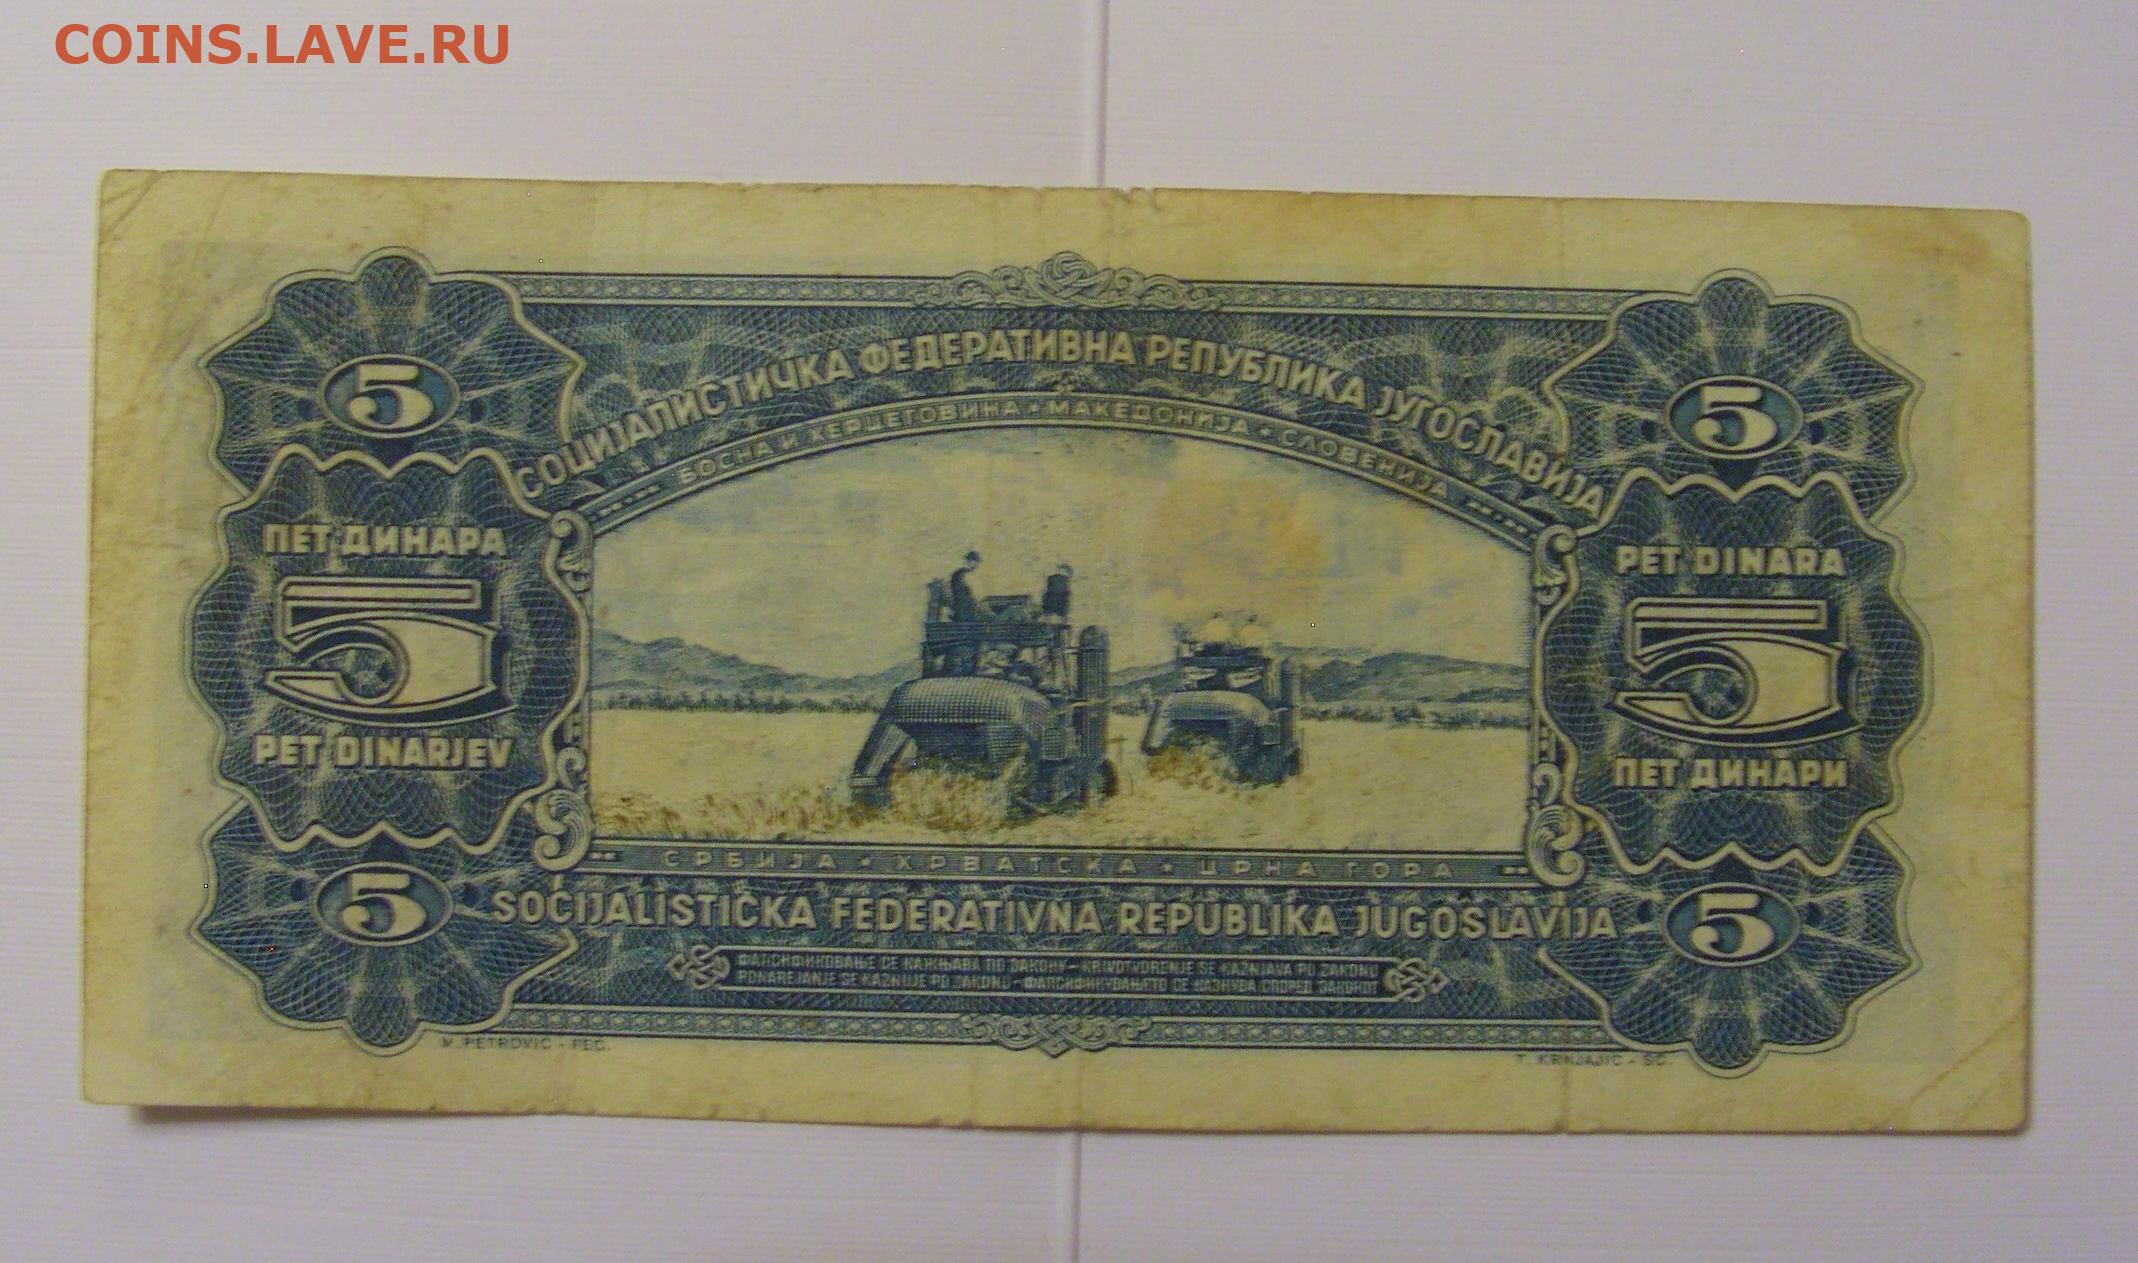 COINS.LAVE.RU
СОЦИЈАЛИСТИЧКА ФЕДЕРАТИВНА РЕПУБЛИКА ЈУГОСЛАВИЈА
БОСНА И ХЕРЦЕГОВИНА • МАКЕДОНИЈА • СЛОВЕНИЈА
5
5
ПЕТ ДИНАРА
5
PET DINARJEV
PET DINARA
5
ПЕТ ДИНАРИ
СРБИЈА • ХРВАТСКА • ЦРНА ГОРА
5
5
SOCIJALISTIČKA FEDERATIVNA REPUBLIKA JUGOSLAVIJA
ФАЛСИФИКОВАЊЕ СЕ КАЖЊАВА ПО ЗАКОНУ – KRIVOTVORENJE SE KAŽNJAVA PO ZAKONU
PONAREJANJE SE KAZNUJE PO ZAKONU – ФАЛСИФИКУВАЊЕТО СЕ КАЗНУВА СПОРЕД ЗАКОНОТ
M. PETROVIC - FEC.
T. KRNJAJIC - SC.